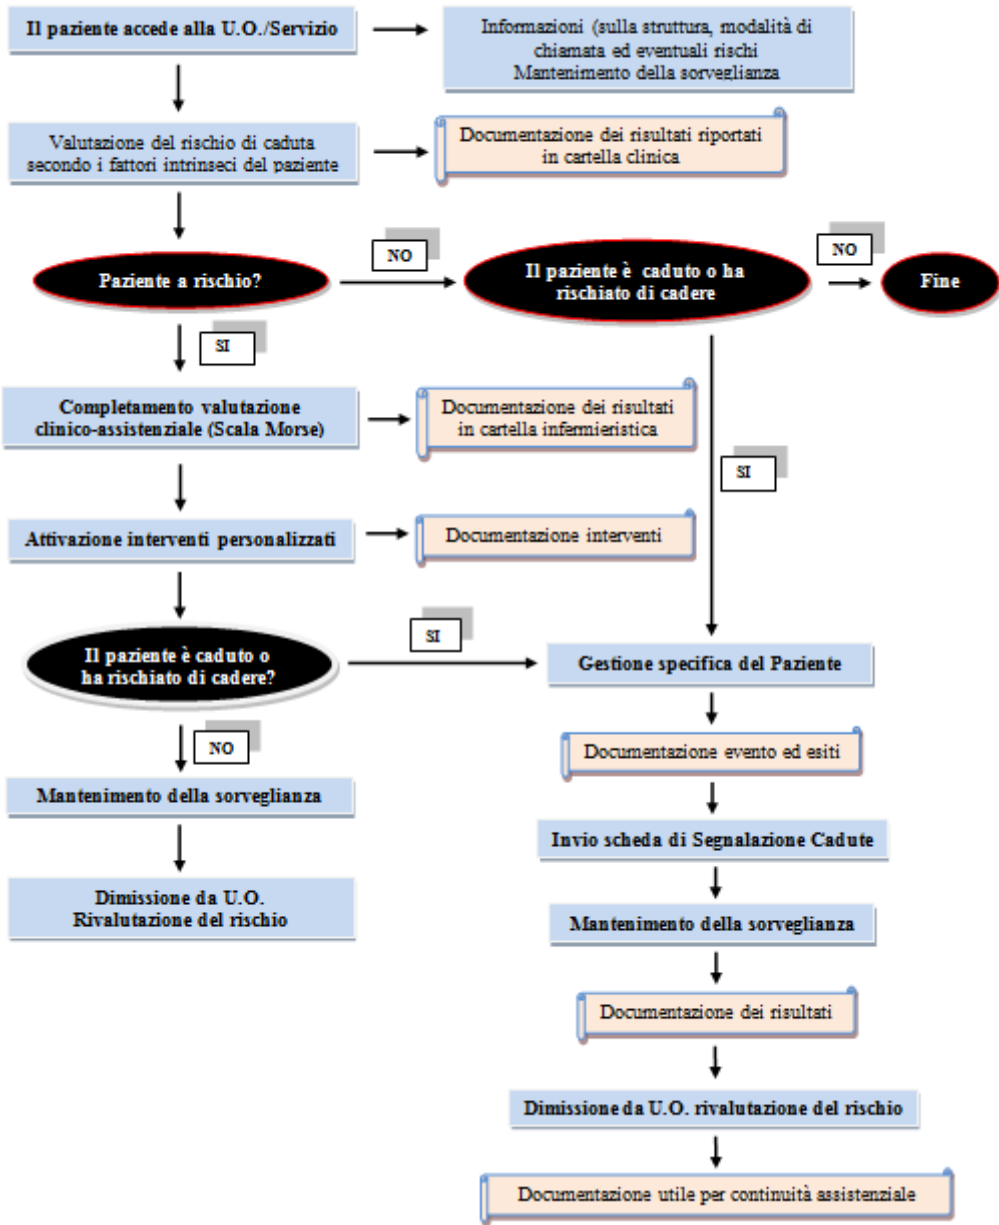 Il paziente accede alla U.O./Servizio
Informazioni (sulla struttura, modalità di
chiamata ed eventuali rischi
Mantenimento della sorveglianza
Valutazione del rischio di caduta
secondo i fattori intrinseci del paziente
Documentazione dei risultati riportati
in cartella clinica
NO
NO
Paziente a rischio?
Il paziente è caduto o ha
rischiato di cadere
Fine
SI
Completamento valutazione
clinico-assistenziale (Scala Morse)
Documentazione dei risultati
in cartella infermieristica
SI
Attivazione interventi personalizzati
Documentazione interventi
SI
Il paziente è caduto o
ha rischiato di cadere?
Gestione specifica del Paziente
NO
Documentazione evento ed esiti
Mantenimento della sorveglianza
Invio scheda di Segnalazione Cadute
Dimissione da U.O.
Rivalutazione del rischio
Mantenimento della sorveglianza
Documentazione dei risultati
Dimissione da U.O. rivalutazione del rischio
Documentazione utile per continuità assistenziale